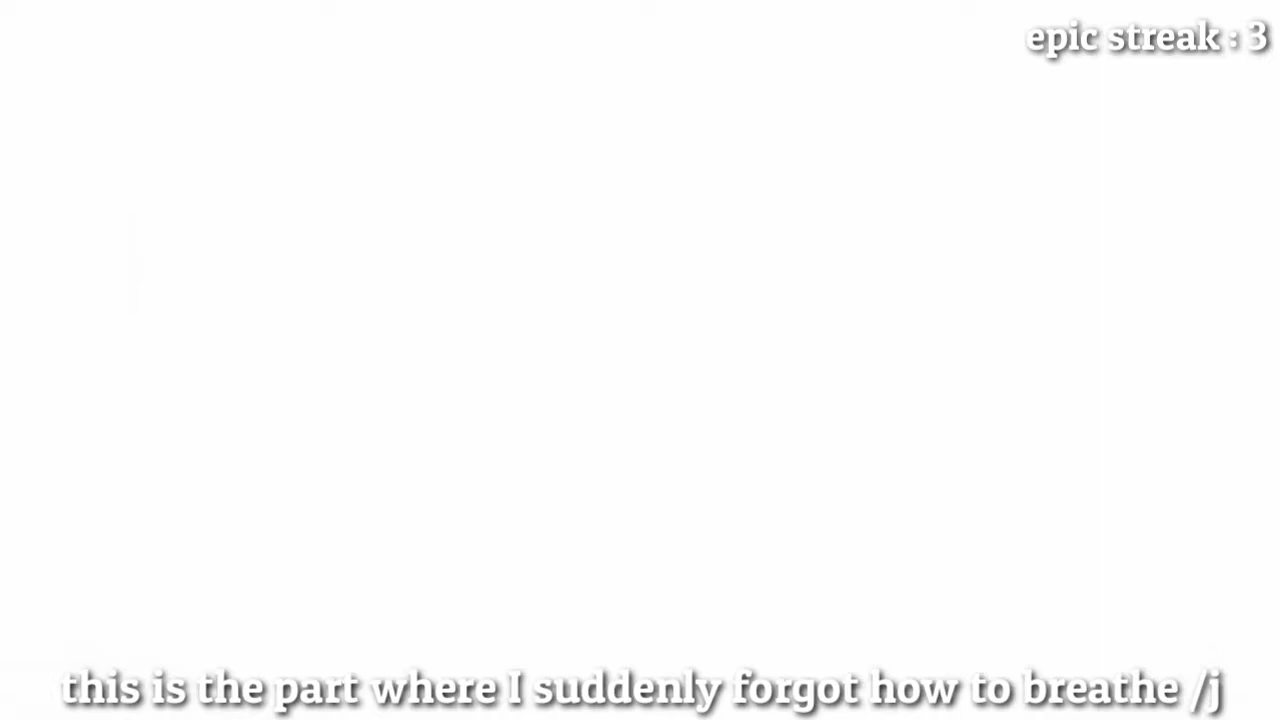 epic streak : 3
this is the part where I suddenly forgot how to breathe /j